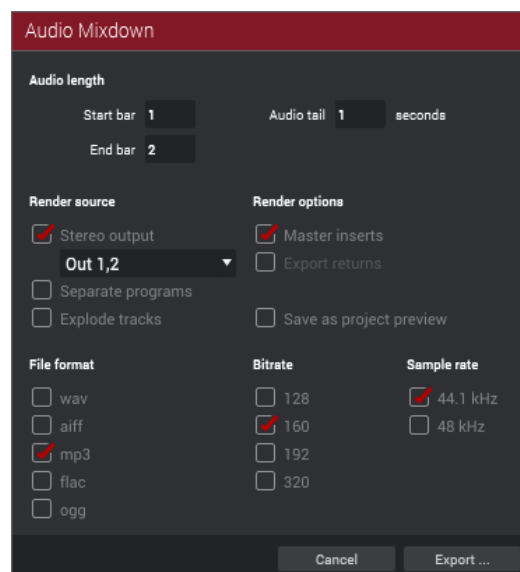 Audio Mixdown
Audio length
Start bar 1 Audio tail 1 seconds
End bar 2
Render source Render options
Stereo output Master inserts
Out 1,2 Export returns
Separate programs
Explode tracks Save as project preview
File format Bitrate Sample rate
wav 128 44.1 kHz
aiff 160 48 kHz
mp3 192
flac 320
ogg
Cancel Export ...